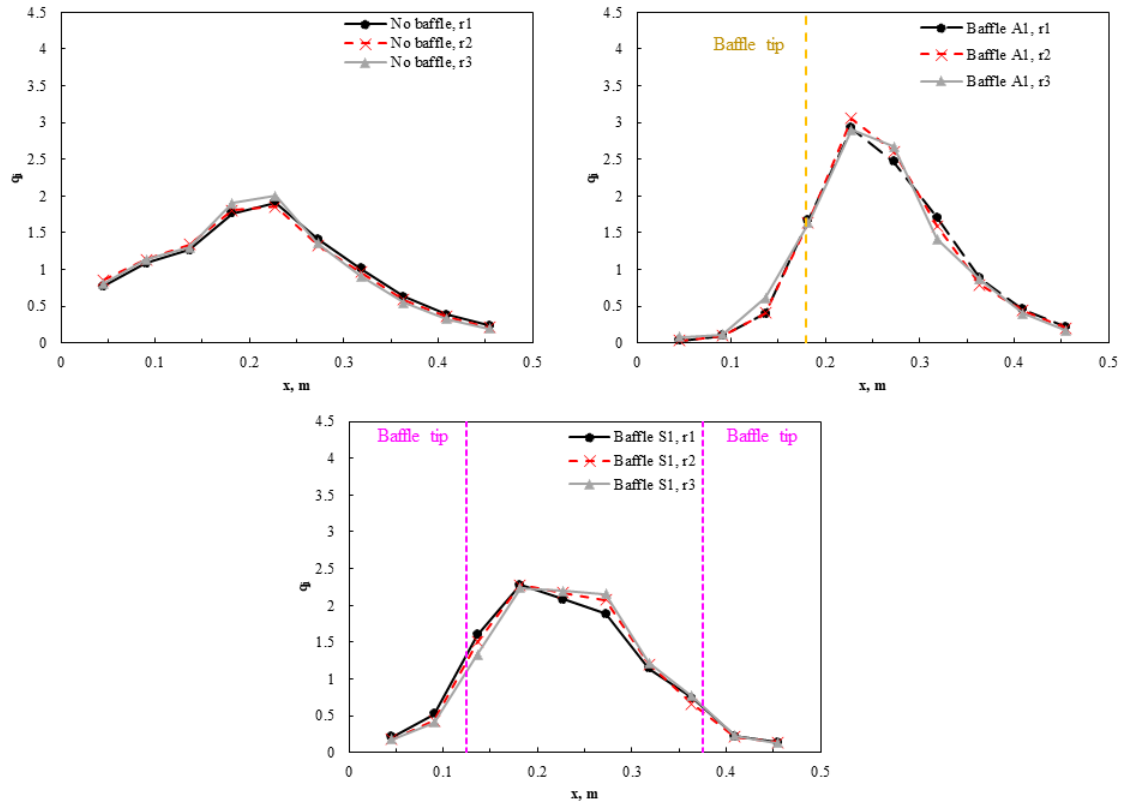 4.5
4
3.5
3
2.5
2
1.5
1
0.5
0
qi
No baffle, r1
No baffle, r2
No baffle, r3
0 0.1 0.2 0.3 0.4 0.5
x, m
4.5
4
3.5
3
2.5
2
1.5
1
0.5
0
qi
Baffle tip
Baffle A1, r1
Baffle A1, r2
Baffle A1, r3
0 0.1 0.2 0.3 0.4 0.5
x, m
4.5
4
3.5
3
2.5
2
1.5
1
0.5
0
qi
Baffle tip
Baffle S1, r1
Baffle S1, r2
Baffle S1, r3
Baffle tip
0 0.1 0.2 0.3 0.4 0.5
x, m